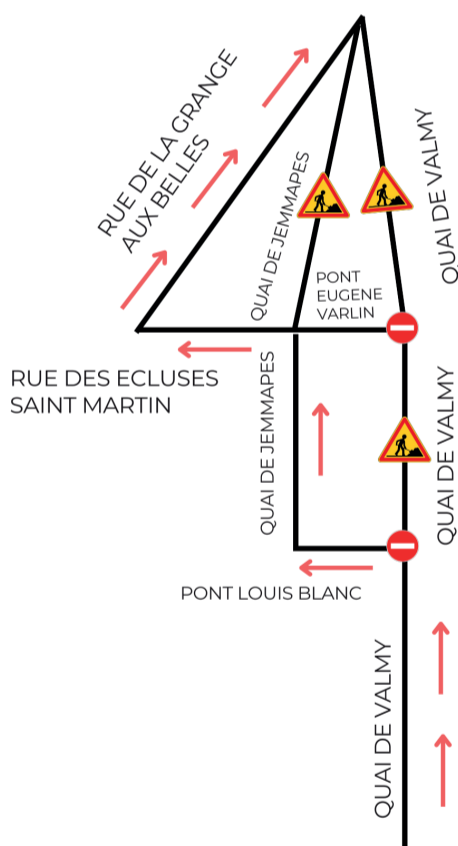 RUE DE LA GRANGE
AUX BELLES
QUAI DE JEMMAPES
QUAI DE VALMY
PONT
EUGENE
VARLIN
RUE DES ECLUSES
SAINT MARTIN
QUAI DE JEMMAPES
QUAI DE VALMY
PONT LOUIS BLANC
QUAI DE VALMY